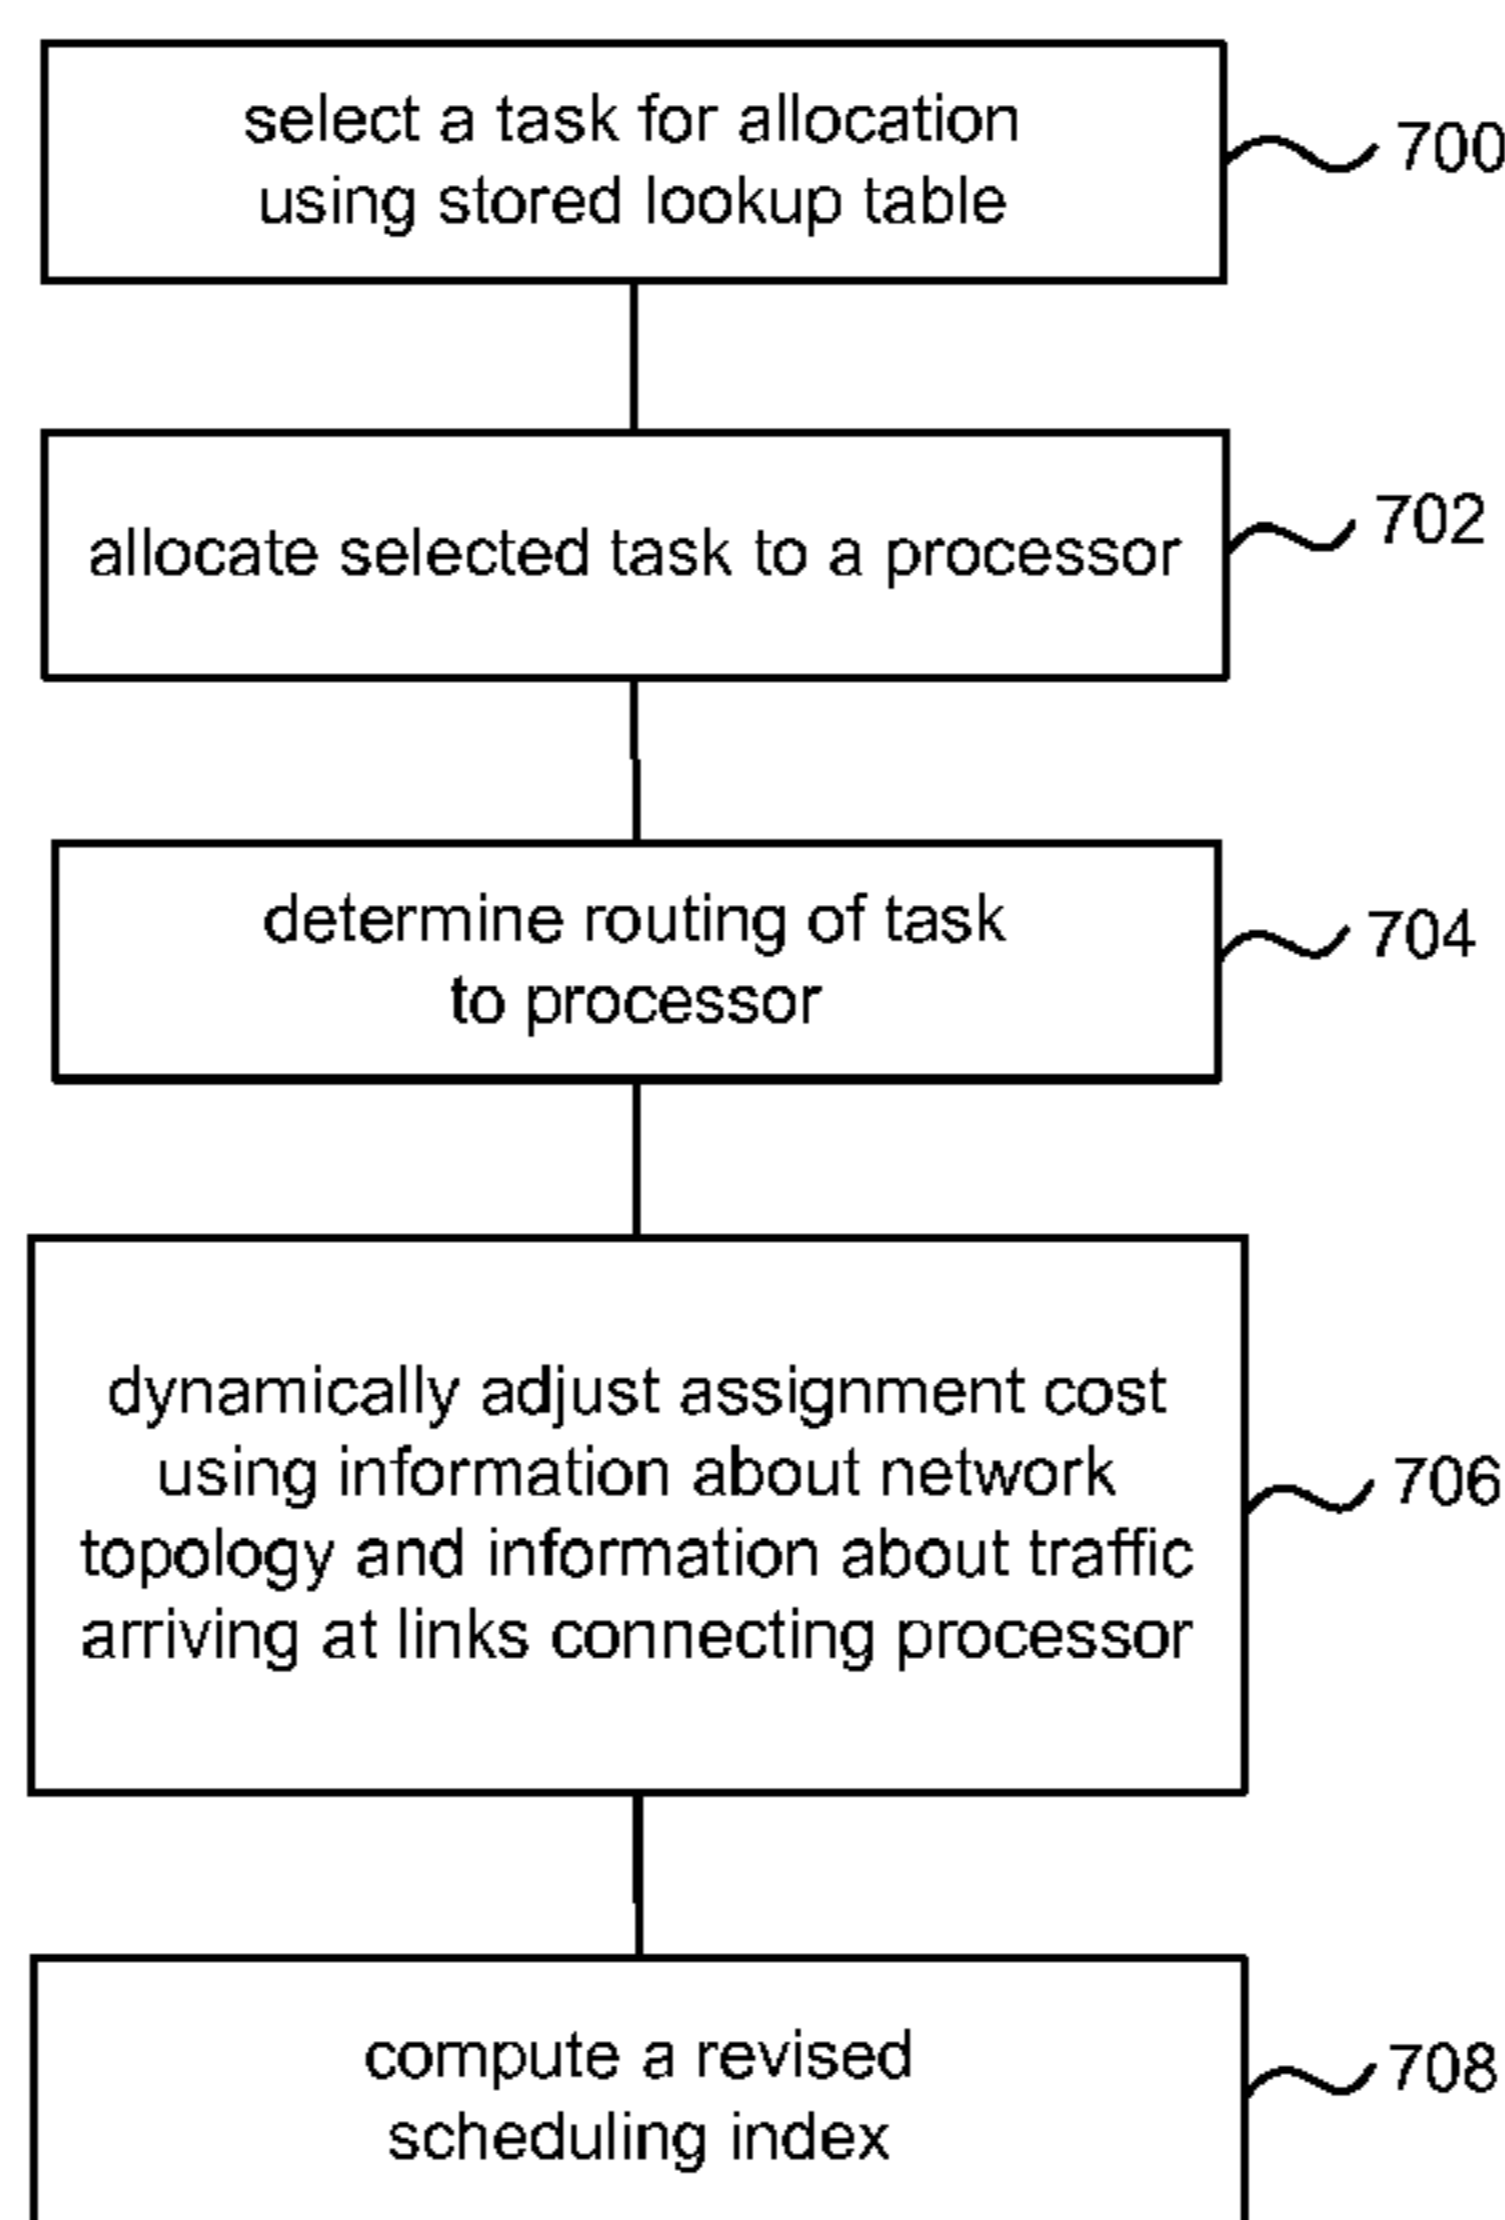 select a task for allocation
using stored lookup table
700
allocate selected task to a processor
702
determine routing of task
to processor
704
dynamically adjust assignment cost
using information about network
topology and information about traffic
arriving at links connecting processor
706
compute a revised
scheduling index
708